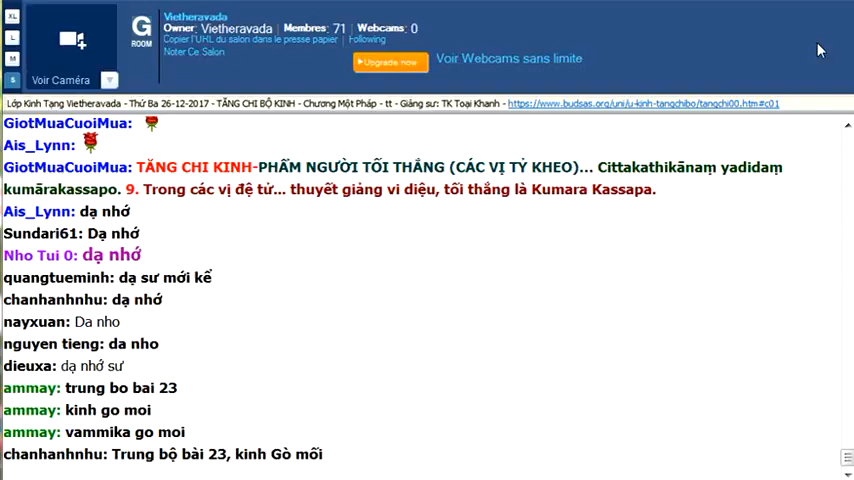 XL
L
M
S
Voir Caméra
G
ROOM
Vietheravada
Owner: Vietheravada Membres: 71 Webcams: 0
Copier l'URL du salon dans le presse papier Following
Noter Ce Salon
Upgrade now
Voir Webcams sans limite
Lớp Kinh Tạng Vietheravada - Thứ Ba 26-12-2017 - TĂNG CHI BỘ KINH - Chương Một Pháp - tt - Giảng sư: TK Toại Khanh - https://www.budsas.org/uni/u-kinh-tangchibo/tangchi00.htm#c01
GiotMuaCuoiMua:
Ais_Lynn:
GiotMuaCuoiMua: TĂNG CHI KINH-PHẨM NGƯỜI TỐI THẮNG (CÁC VỊ TỶ KHEO)... Cittakathikānaṃ yadidaṃ
kumārakassapo. 9. Trong các vị đệ tử... thuyết giảng vi diệu, tối thắng là Kumara Kassapa.
Ais_Lynn: dạ nhớ
Sundari61: Dạ nhớ
Nho Tui 0: dạ nhớ
quangtueminh: dạ sư mới kể
chanhanhnhu: dạ nhớ
nayxuan: Da nho
nguyen tieng: da nho
dieuxa: dạ nhớ sư
ammay: trung bo bai 23
ammay: kinh go moi
ammay: vammika go moi
chanhanhnhu: Trung bộ bài 23, kinh Gò mối